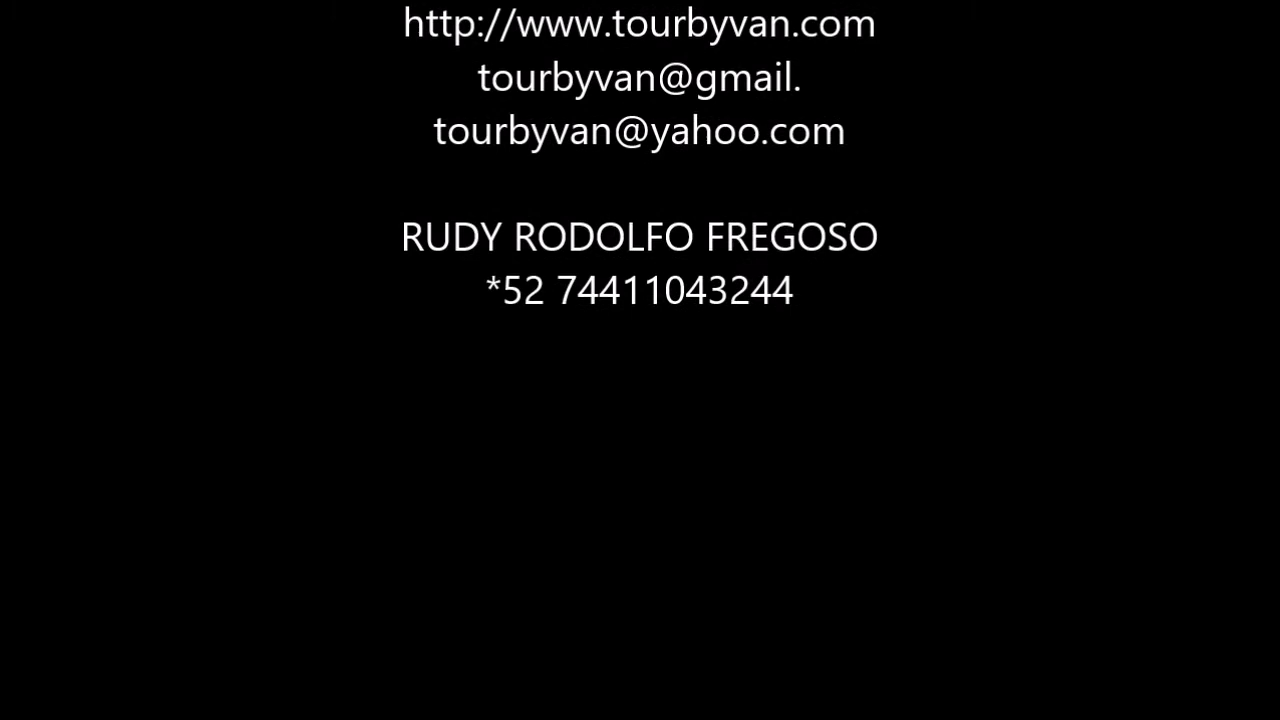 http://www.tourbyvan.com
tourbyvan@gmail.
tourbyvan@yahoo.com
RUDY RODOLFO FREGOSO
*52 74411043244